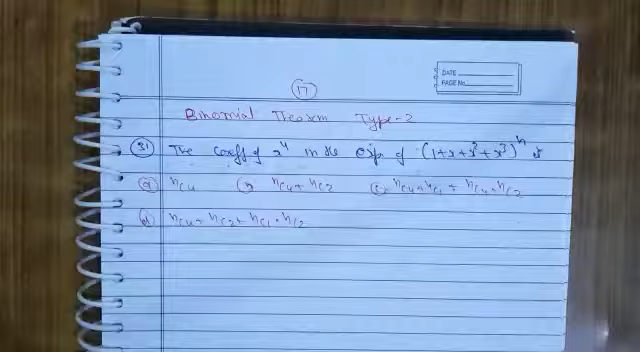 DATE
PAGE No.
17
Binomial Theorem Type-2
31 The coeff of x^4 in the exp of (1+x+x²+x³)^n is
a) nC4 b) nC4 + nC2 c) nC4 + nC1 + nC4 · nC2
d) nC4 + nC2 + nC1 · nC2